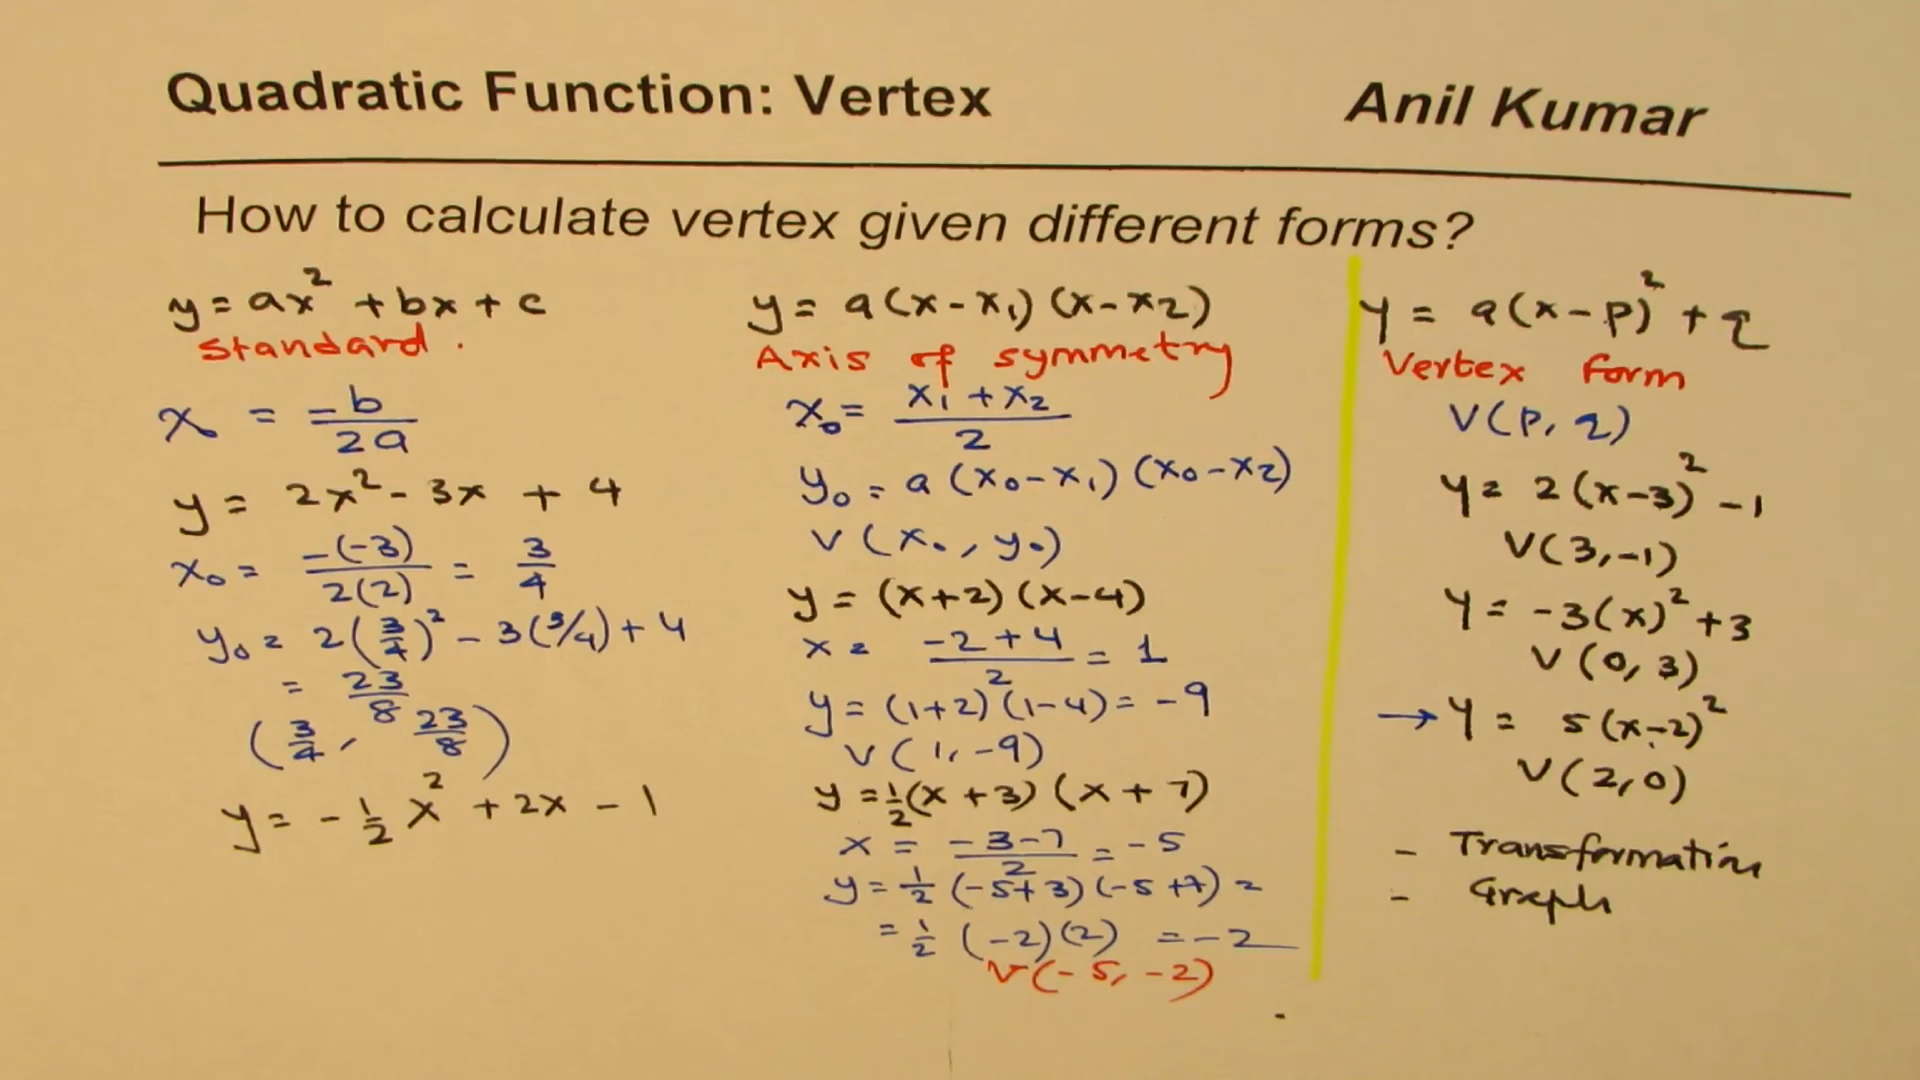 Quadratic Function: Vertex
Anil Kumar
How to calculate vertex given different forms?
y = ax² + bx + c
Standard.
x = -b/2a
y = 2x² - 3x + 4
x₀ = -(-3)/2(2) = 3/4
y₀ = 2(3/4)² - 3(3/4) + 4
= 23/8
(3/4, 23/8)
y = -1/2 x² + 2x - 1
y = a(x-x₁)(x-x₂)
Axis of symmetry
x₀ = x₁ + x₂/2
y₀ = a(x₀-x₁)(x₀-x₂)
V(x₀, y₀)
y = (x+2)(x-4)
x = -2+4/2 = 1
y = (1+2)(1-4) = -9
V(1, -9)
y = 1/2(x+3)(x+7)
x = -3-7/2 = -5
y = 1/2(-5+3)(-5+7) =
= 1/2(-2)(2) = -2
V(-5, -2)
y = a(x-p)² + q
Vertex form
V(p, q)
y = 2(x-3)² - 1
V(3, -1)
y = -3(x)² + 3
V(0, 3)
→ y = 5(x-2)²
V(2, 0)
- Transformation
- Graph